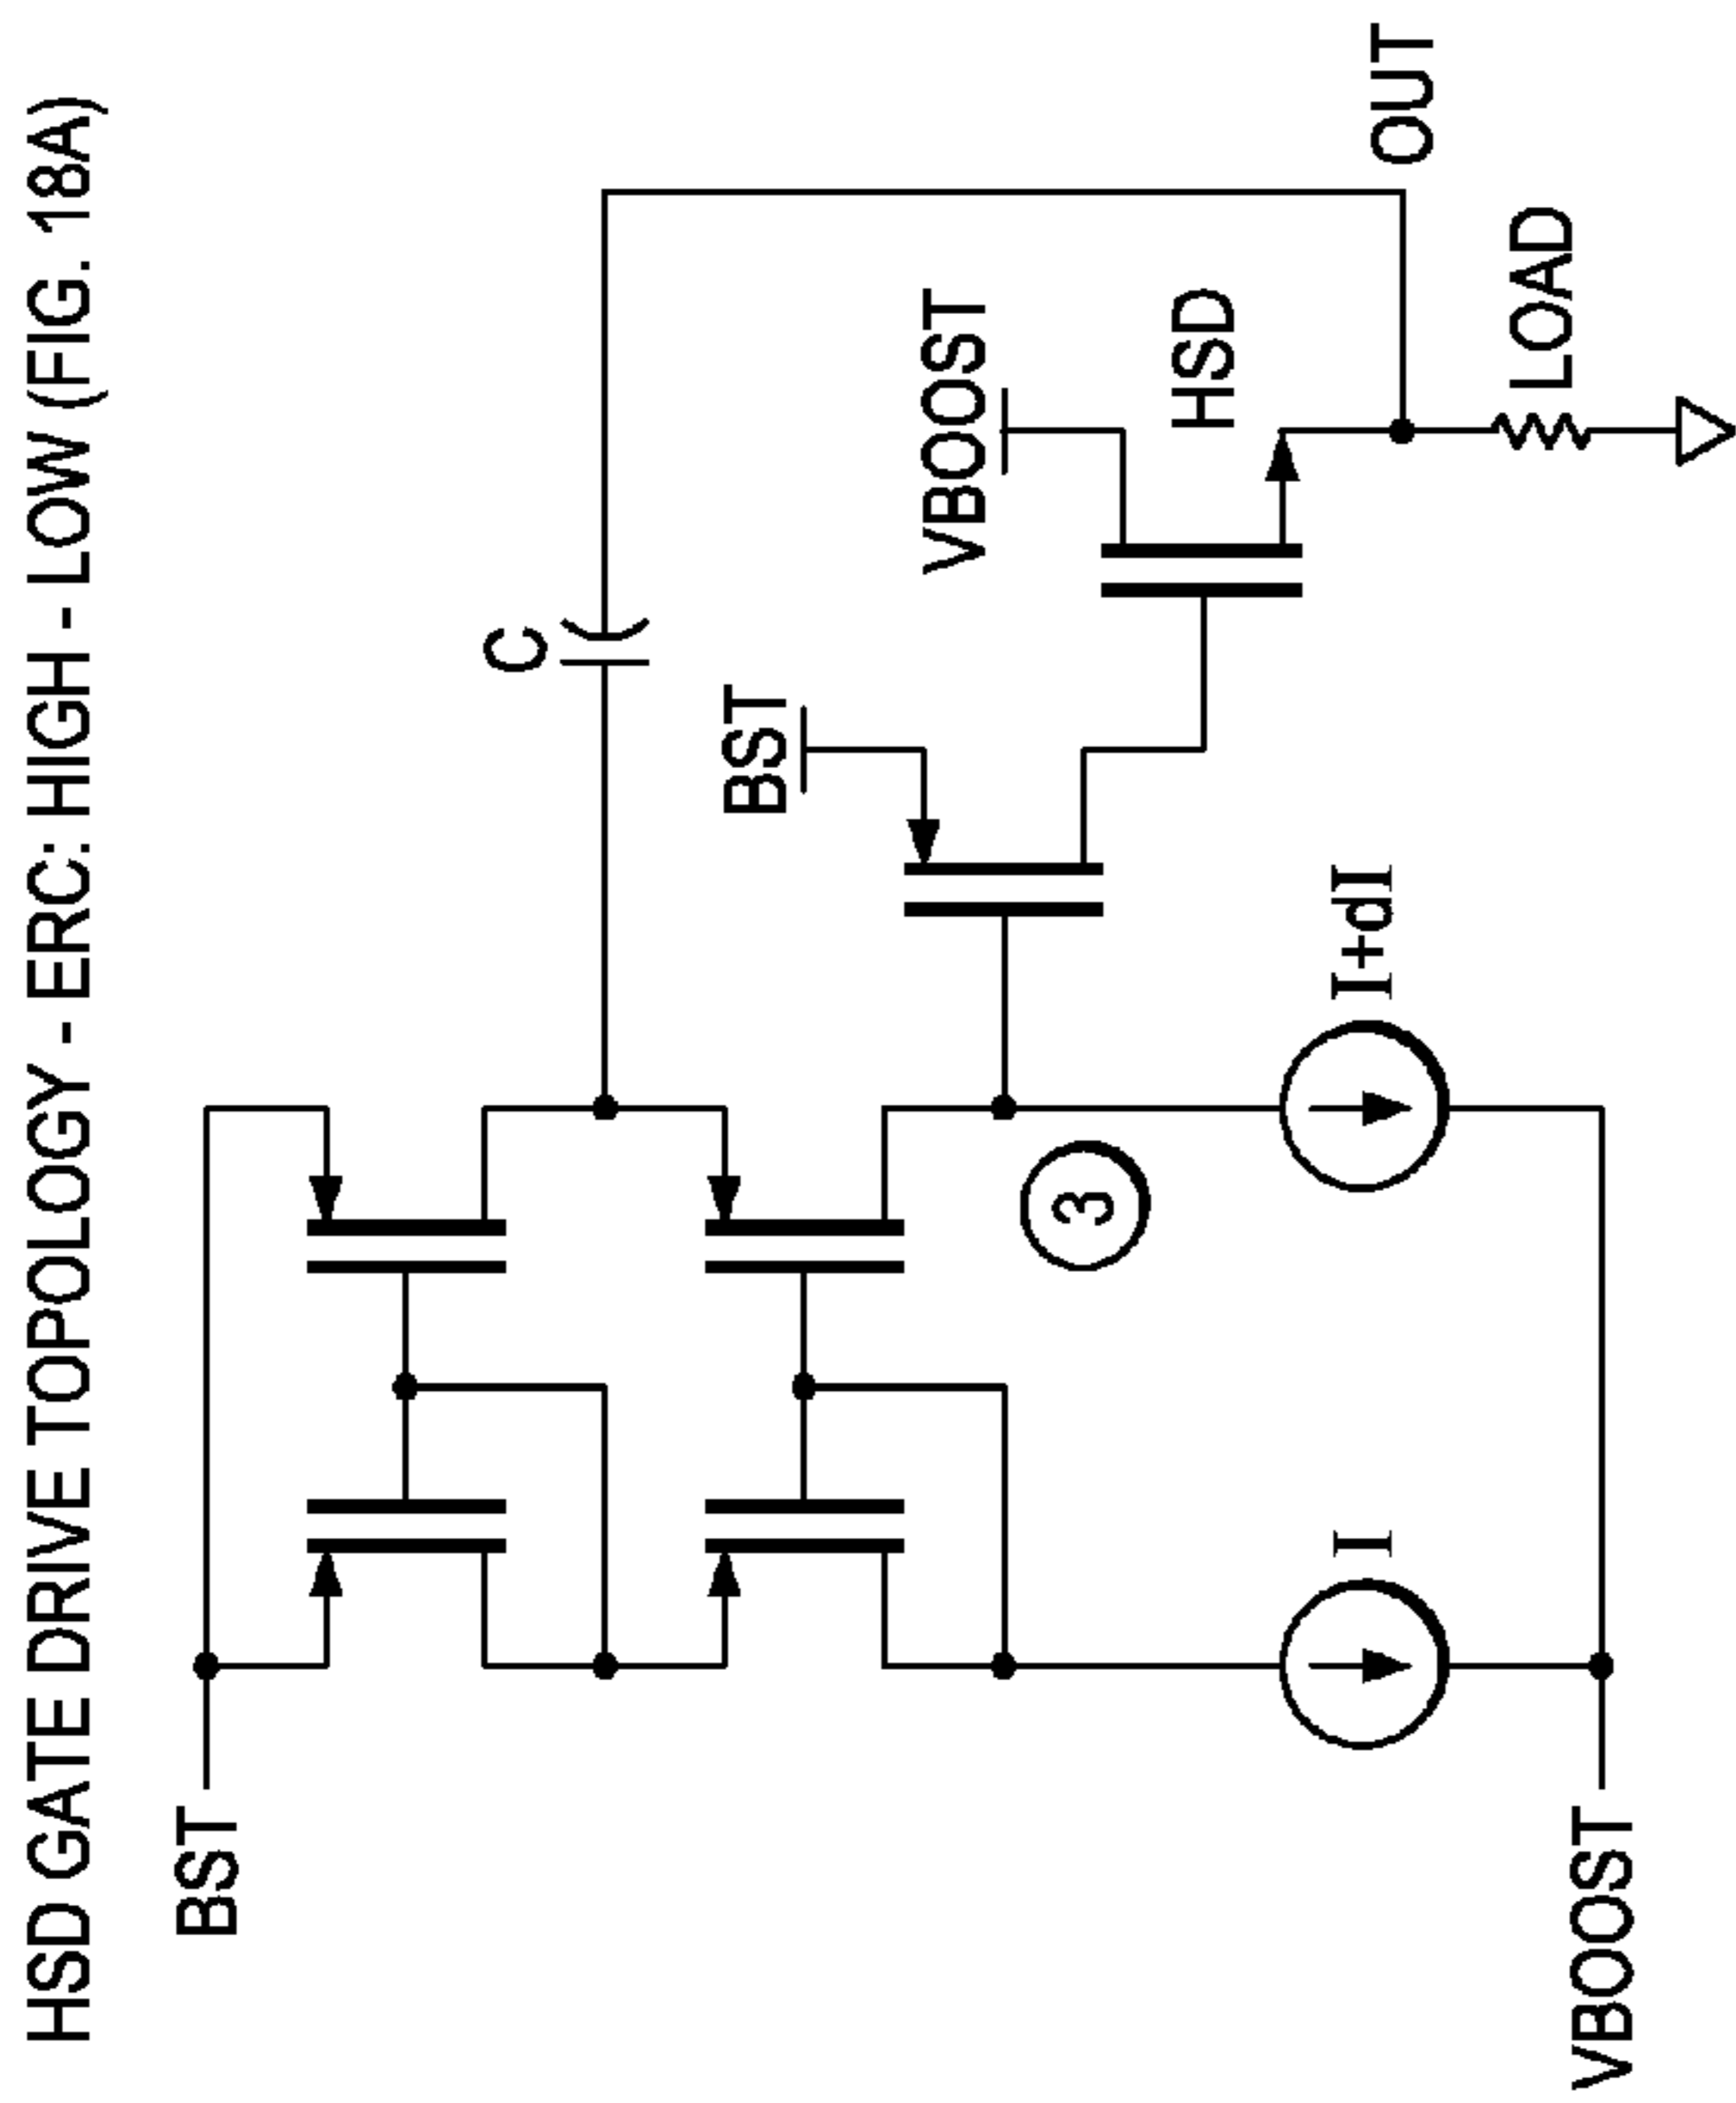 HSD GATE DRIVE TOPOLOGY - ERC: HIGH - LOW (FIG. 18A)
BST
C
BST
VBOOST
HSD
3
I
I+dI
LOAD
OUT
VBOOST